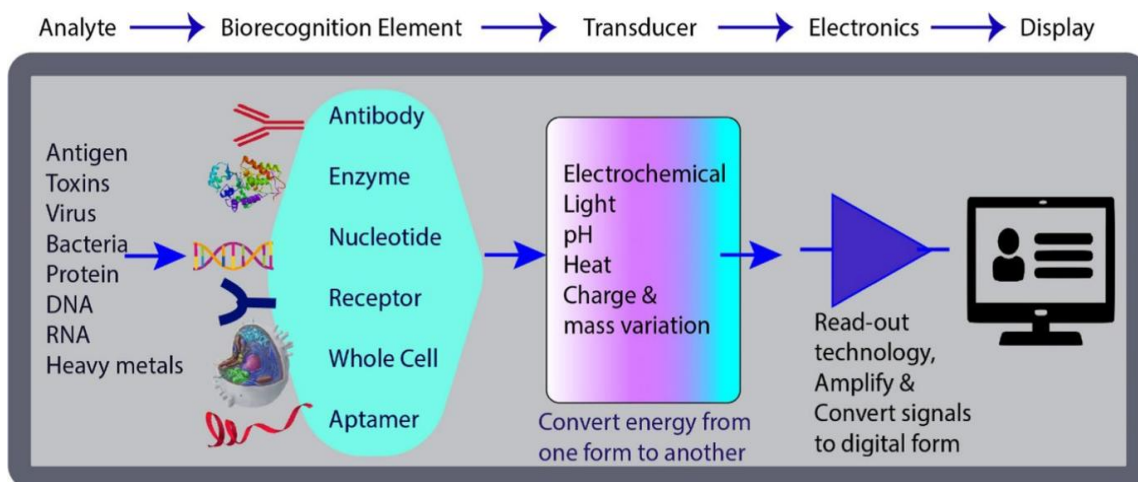 Analyte Biorecognition Element Transducer Electronics Display
Antigen
Toxins
Virus
Bacteria
Protein
DNA
RNA
Heavy metals
Antibody
Enzyme
Nucleotide
Receptor
Whole Cell
Aptamer
Electrochemical
Light
pH
Heat
Charge &
mass variation
Convert energy from
one form to another
Read-out
technology,
Amplify &
Convert signals
to digital form